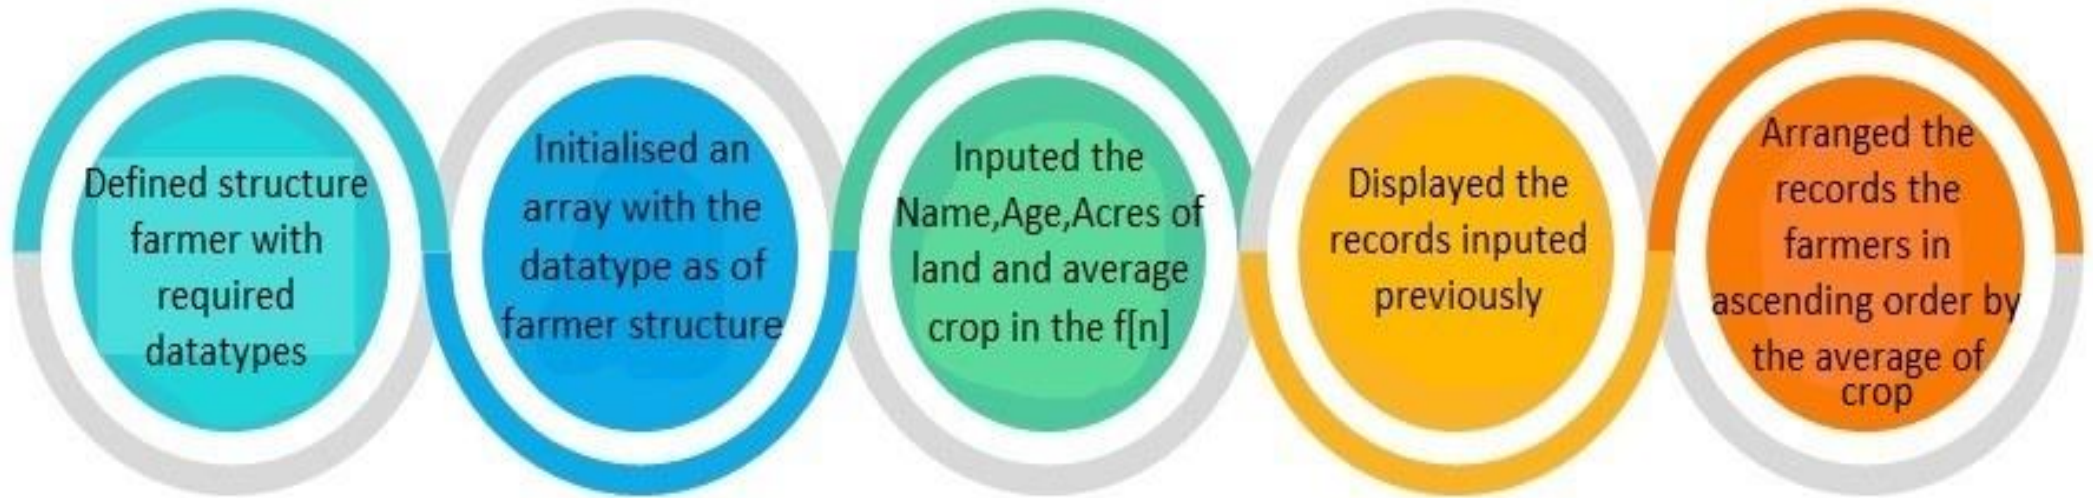 Defined structure
farmer with
required
datatypes
Initialised an
array with the
datatype as of
farmer structure
Inputed the
Name,Age,Acres of
land and average
crop in the f[n]
Displayed the
records inputed
previously
Arranged the
records the
farmers in
ascending order by
the average of
crop